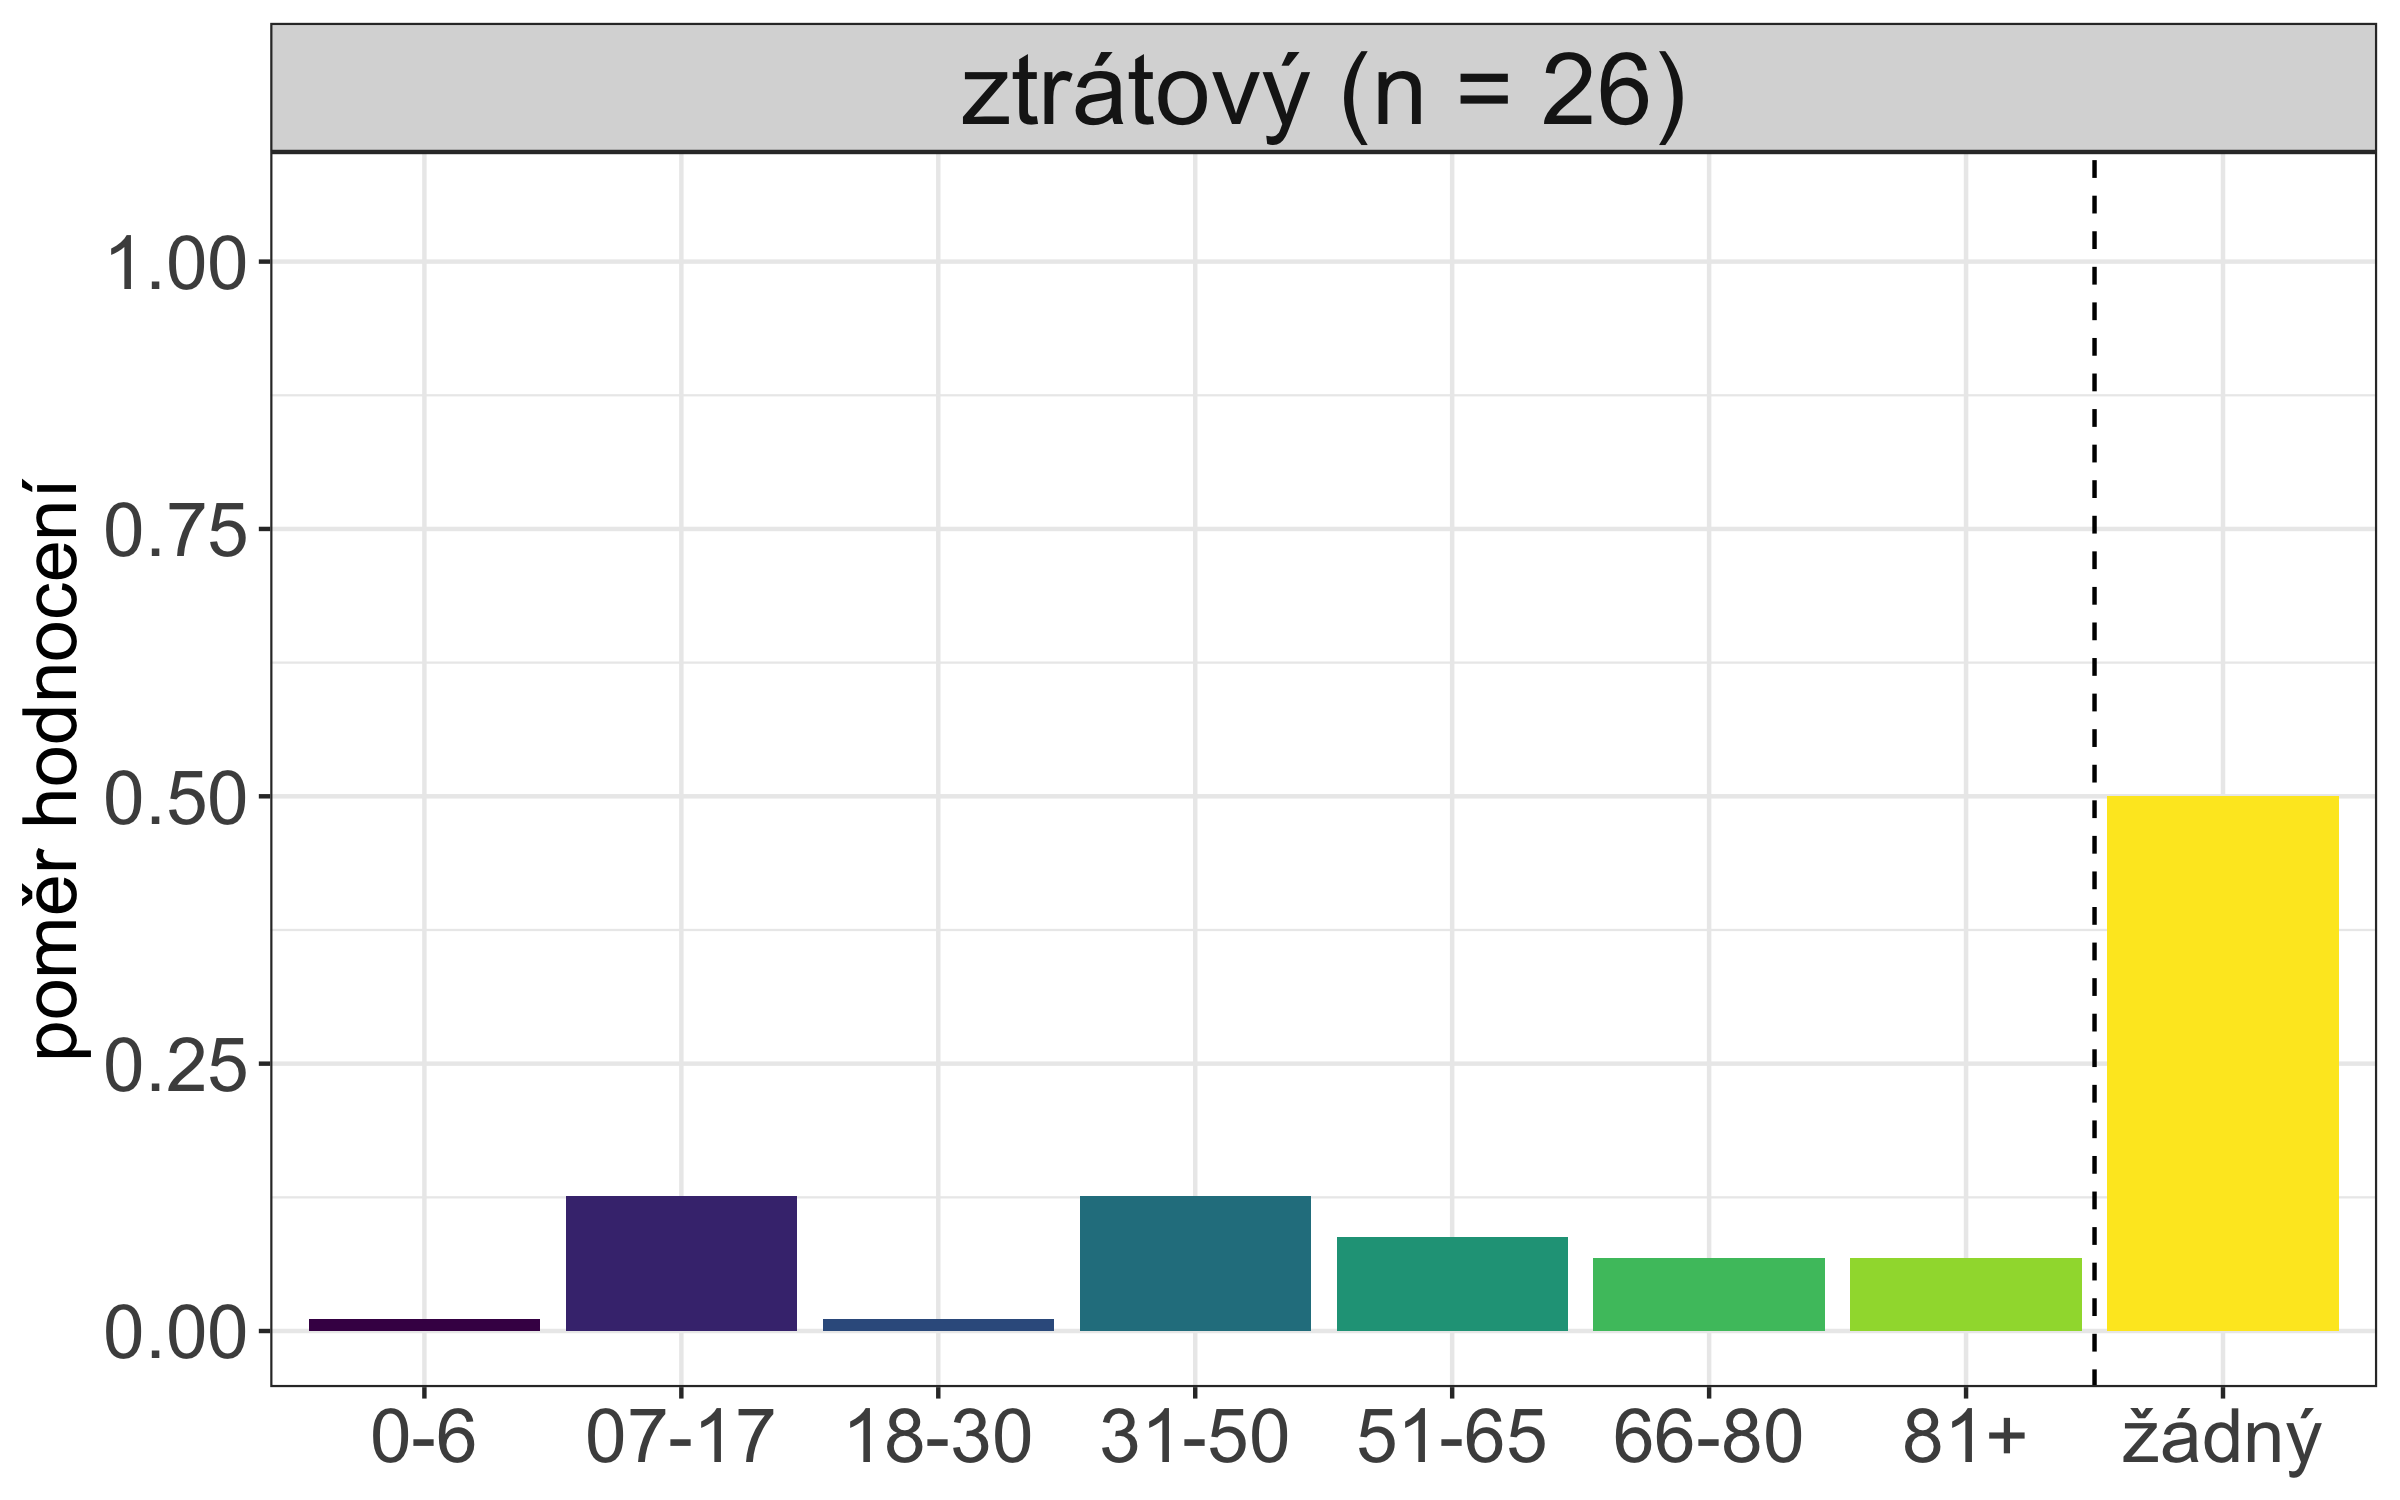 ztrátový (n = 26)
poměr hodnocení
1.00
0.75
0.50
0.25
0.00
0-6 07-17 18-30 31-50 51-65 66-80 81+ žádný